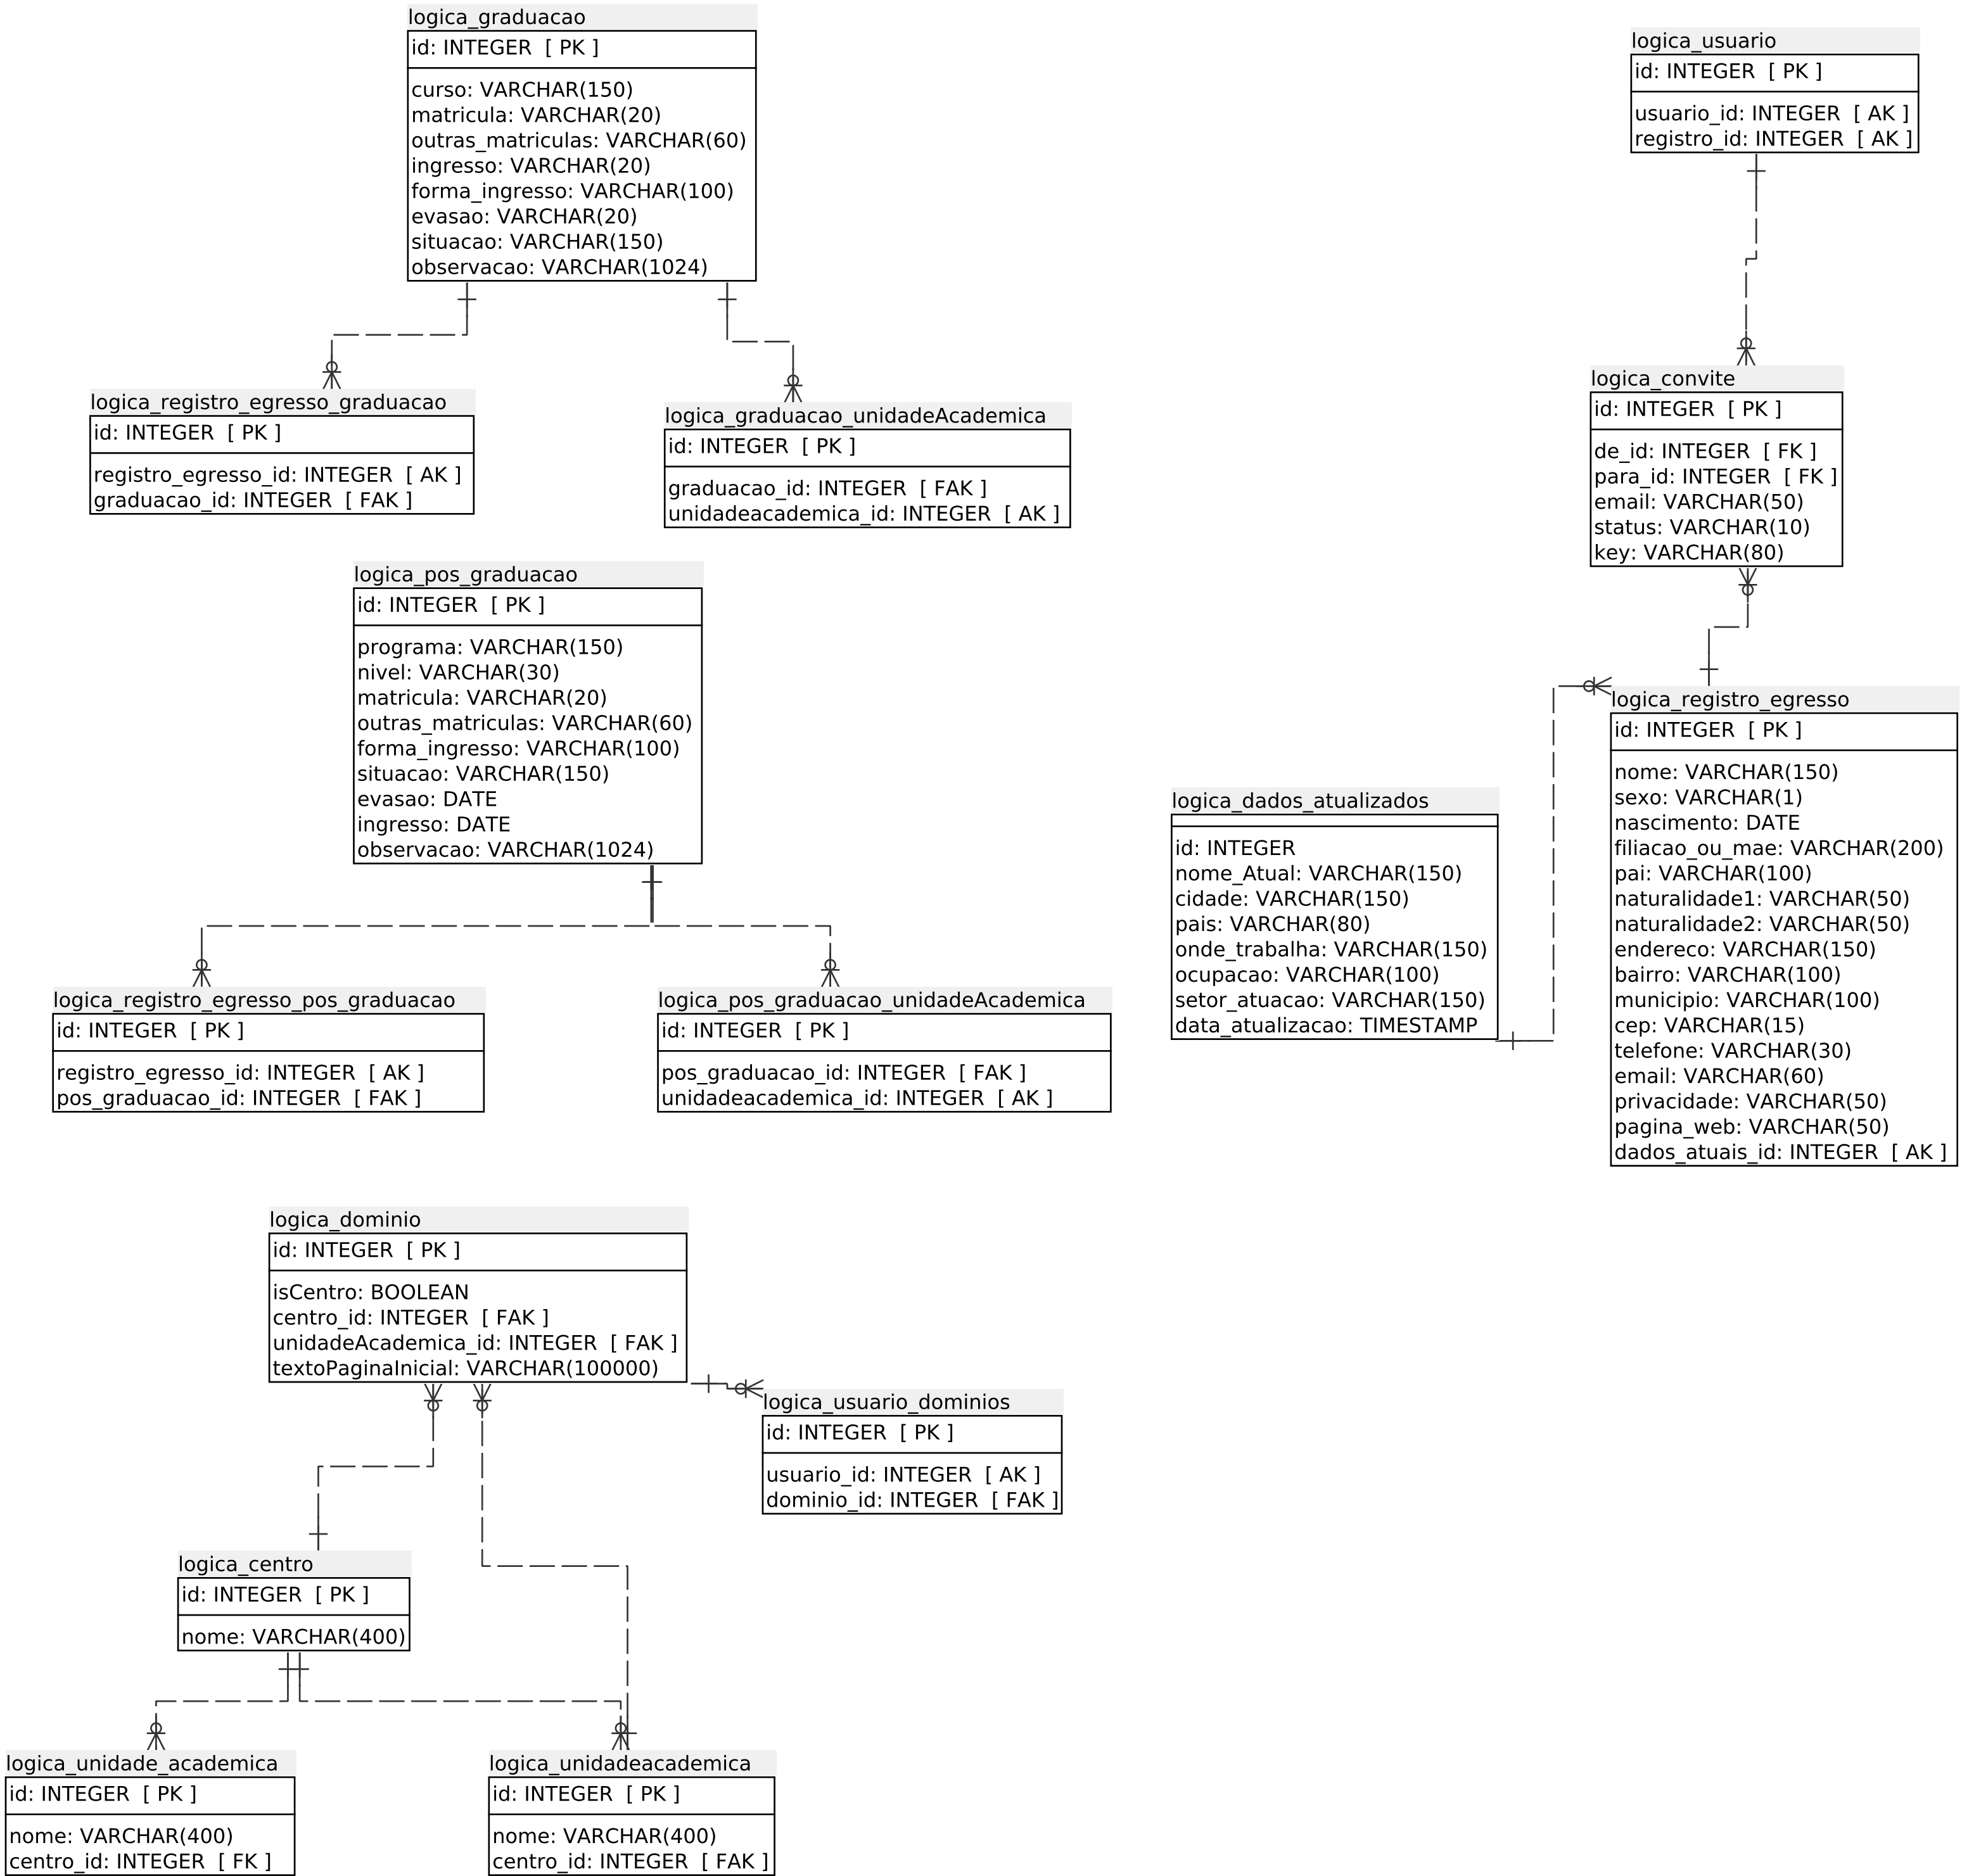 logica_graduacao
id: INTEGER [ PK ]
curso: VARCHAR(150)
matricula: VARCHAR(20)
outras_matriculas: VARCHAR(60)
ingresso: VARCHAR(20)
forma_ingresso: VARCHAR(100)
evasao: VARCHAR(20)
situacao: VARCHAR(150)
observacao: VARCHAR(1024)
logica_registro_egresso_graduacao
id: INTEGER [ PK ]
registro_egresso_id: INTEGER [ AK ]
graduacao_id: INTEGER [ FAK ]
logica_graduacao_unidadeAcademica
id: INTEGER [ PK ]
graduacao_id: INTEGER [ FAK ]
unidadeacademica_id: INTEGER [ AK ]
logica_pos_graduacao
id: INTEGER [ PK ]
programa: VARCHAR(150)
nivel: VARCHAR(30)
matricula: VARCHAR(20)
outras_matriculas: VARCHAR(60)
forma_ingresso: VARCHAR(100)
situacao: VARCHAR(150)
evasao: DATE
ingresso: DATE
observacao: VARCHAR(1024)
logica_registro_egresso_pos_graduacao
id: INTEGER [ PK ]
registro_egresso_id: INTEGER [ AK ]
pos_graduacao_id: INTEGER [ FAK ]
logica_pos_graduacao_unidadeAcademica
id: INTEGER [ PK ]
pos_graduacao_id: INTEGER [ FAK ]
unidadeacademica_id: INTEGER [ AK ]
logica_usuario
id: INTEGER [ PK ]
usuario_id: INTEGER [ AK ]
registro_id: INTEGER [ AK ]
logica_convite
id: INTEGER [ PK ]
de_id: INTEGER [ FK ]
para_id: INTEGER [ FK ]
email: VARCHAR(50)
status: VARCHAR(10)
key: VARCHAR(80)
logica_registro_egresso
id: INTEGER [ PK ]
nome: VARCHAR(150)
sexo: VARCHAR(1)
nascimento: DATE
filiacao_ou_mae: VARCHAR(200)
pai: VARCHAR(100)
naturalidade1: VARCHAR(50)
naturalidade2: VARCHAR(50)
endereco: VARCHAR(150)
bairro: VARCHAR(100)
municipio: VARCHAR(100)
cep: VARCHAR(15)
telefone: VARCHAR(30)
email: VARCHAR(60)
privacidade: VARCHAR(50)
pagina_web: VARCHAR(50)
dados_atuais_id: INTEGER [ AK ]
logica_dados_atualizados
id: INTEGER
nome_Atual: VARCHAR(150)
cidade: VARCHAR(150)
pais: VARCHAR(80)
onde_trabalha: VARCHAR(150)
ocupacao: VARCHAR(100)
setor_atuacao: VARCHAR(150)
data_atualizacao: TIMESTAMP
logica_dominio
id: INTEGER [ PK ]
isCentro: BOOLEAN
centro_id: INTEGER [ FAK ]
unidadeAcademica_id: INTEGER [ FAK ]
textoPaginaInicial: VARCHAR(100000)
logica_usuario_dominios
id: INTEGER [ PK ]
usuario_id: INTEGER [ AK ]
dominio_id: INTEGER [ FAK ]
logica_centro
id: INTEGER [ PK ]
nome: VARCHAR(400)
logica_unidade_academica
id: INTEGER [ PK ]
nome: VARCHAR(400)
centro_id: INTEGER [ FK ]
logica_unidadeacademica
id: INTEGER [ PK ]
nome: VARCHAR(400)
centro_id: INTEGER [ FAK ]